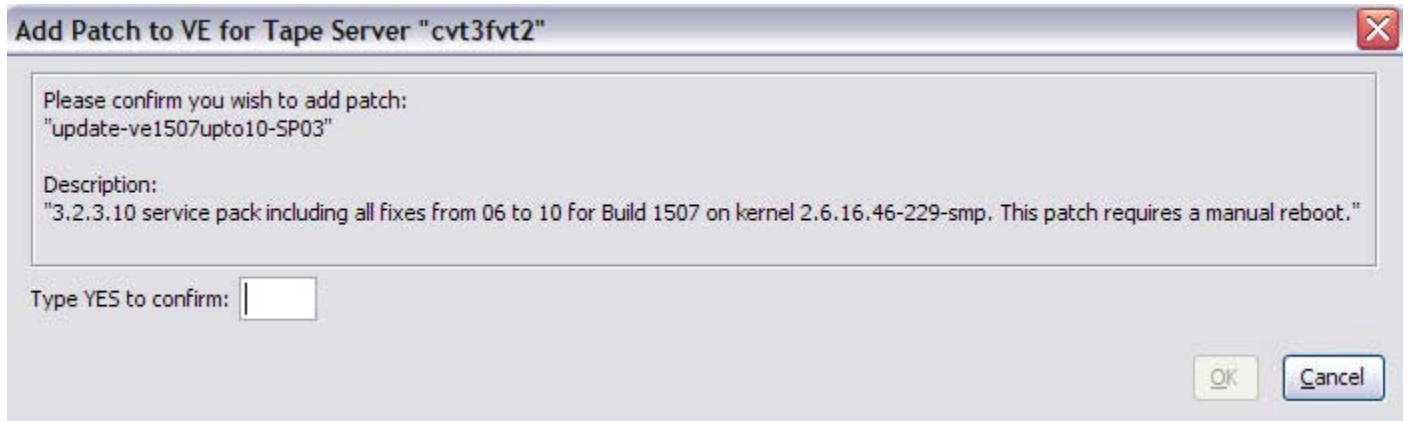 Add Patch to VE for Tape Server "cvt3fvt2"
Please confirm you wish to add patch:
"update-ve1507upto10-SP03"
Description:
"3.2.3.10 service pack including all fixes from 06 to 10 for Build 1507 on kernel 2.6.16.46-229-smp. This patch requires a manual reboot."
Type YES to confirm:
OK Cancel